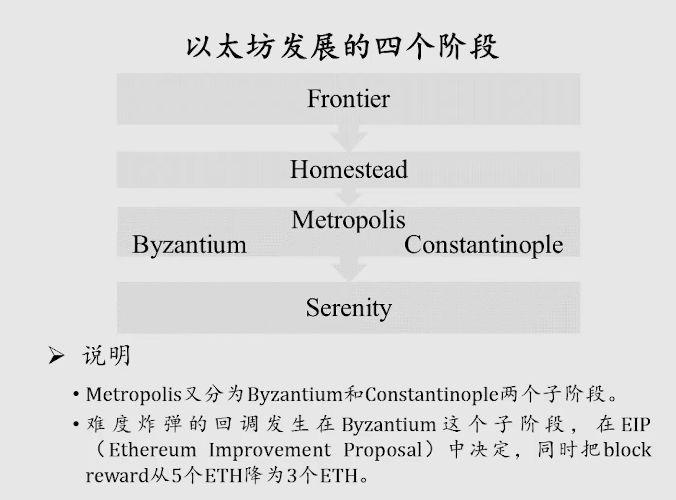 以太坊发展的四个阶段
Frontier
Homestead
Metropolis
Byzantium Constantinople
Serenity
➢ 说明
• Metropolis又分为Byzantium和Constantinople两个子阶段。
• 难度炸弹的回调发生在Byzantium这个子阶段，在EIP
（Ethereum Improvement Proposal）中决定，同时把block
reward从5个ETH降为3个ETH。